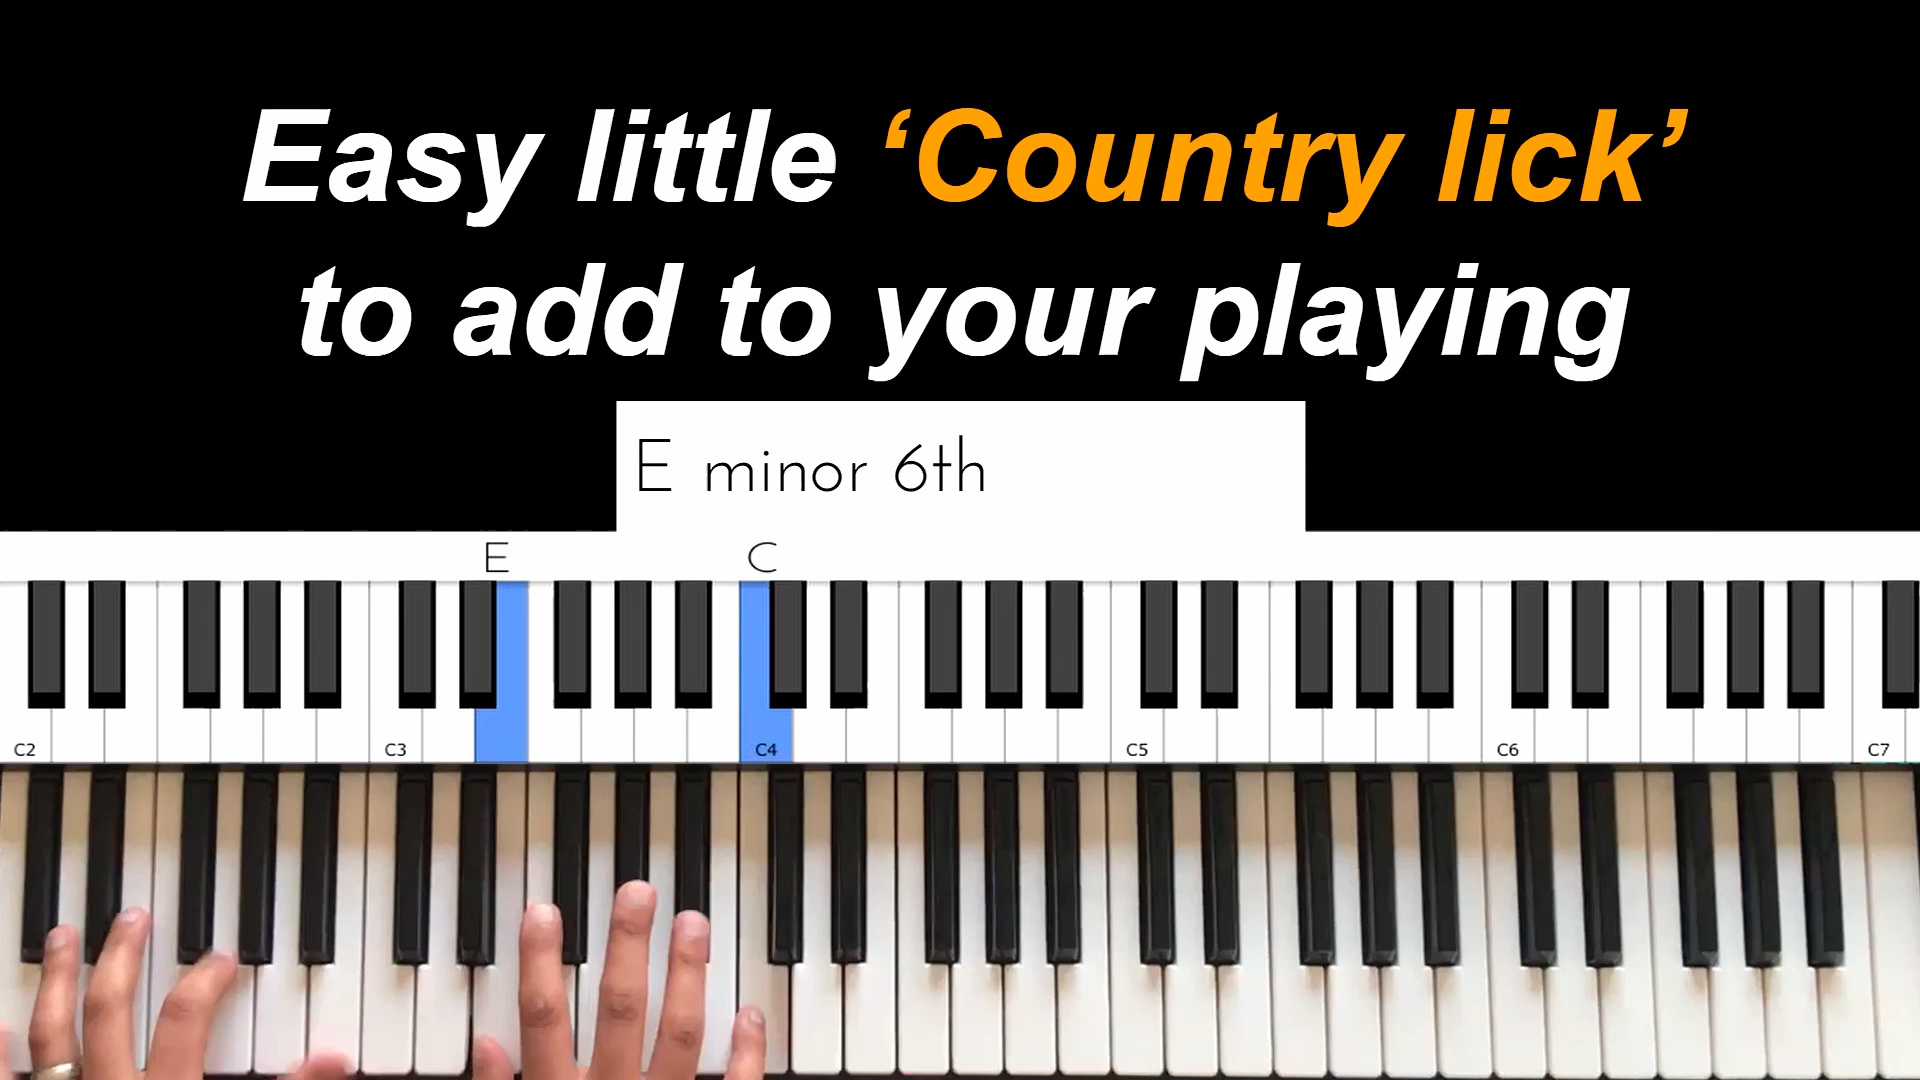 Easy little ‘Country lick’
to add to your playing
E minor 6th
E C
C2 C3 C4 C5 C6 C7